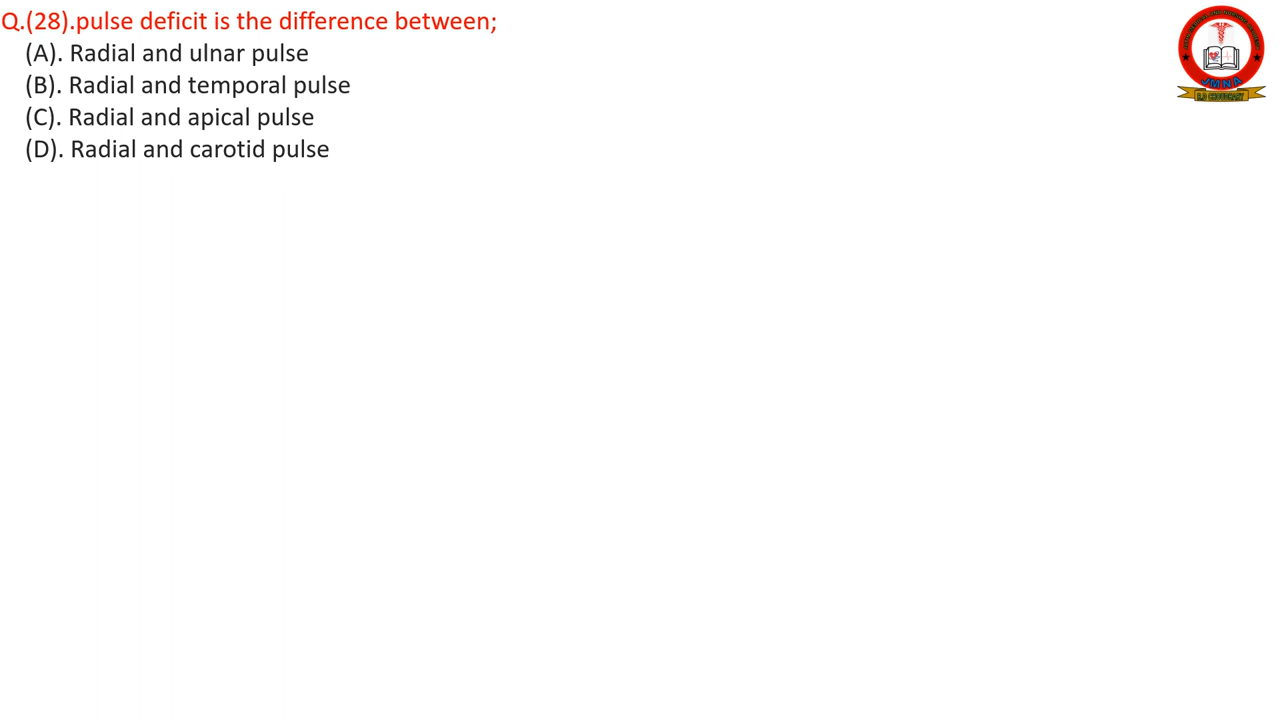 Q.(28).pulse deficit is the difference between;
(A). Radial and ulnar pulse
(B). Radial and temporal pulse
(C). Radial and apical pulse
(D). Radial and carotid pulse
JMNA